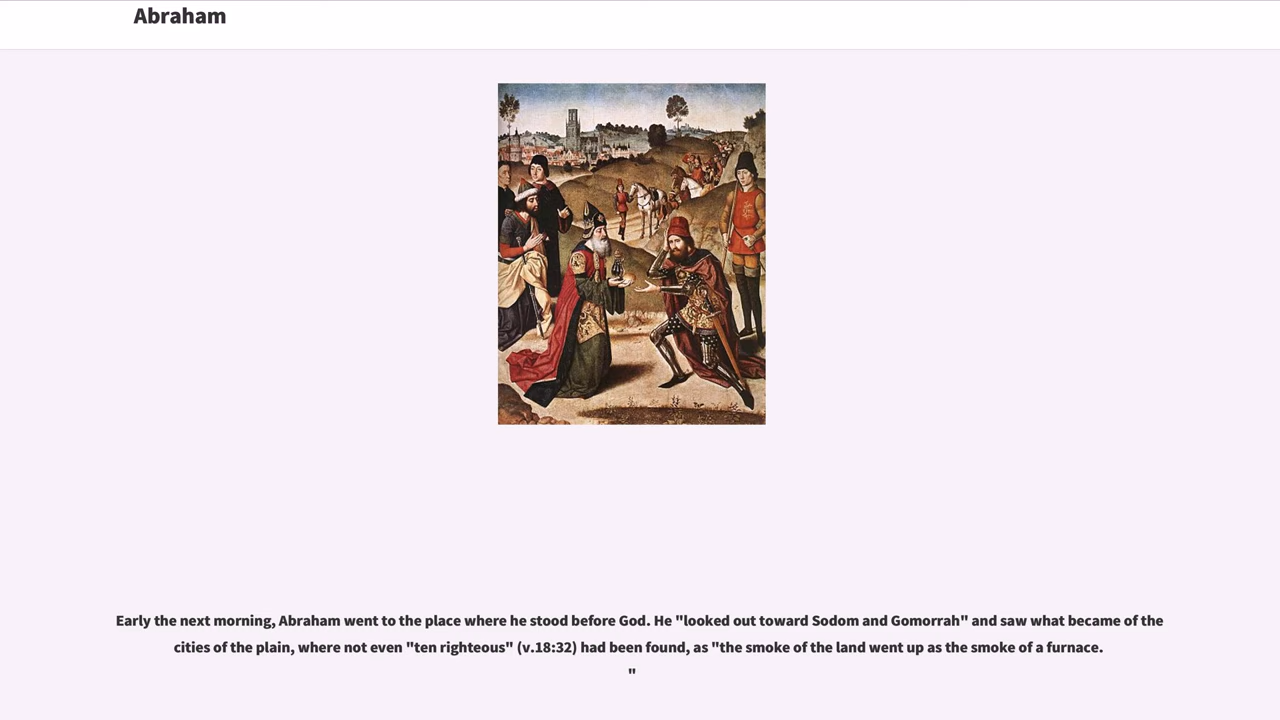 Abraham
Early the next morning, Abraham went to the place where he stood before God. He "looked out toward Sodom and Gomorrah" and saw what became of the
cities of the plain, where not even "ten righteous" (v.18:32) had been found, as "the smoke of the land went up as the smoke of a furnace.
"